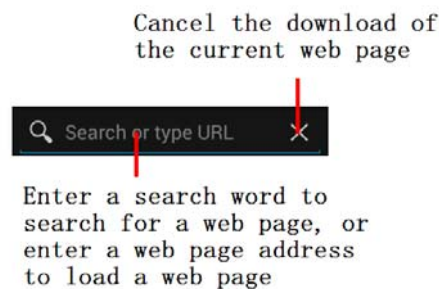 Cancel the download of
the current web page
Search or type URL
Enter a search word to
search for a web page, or
enter a web page address
to load a web page